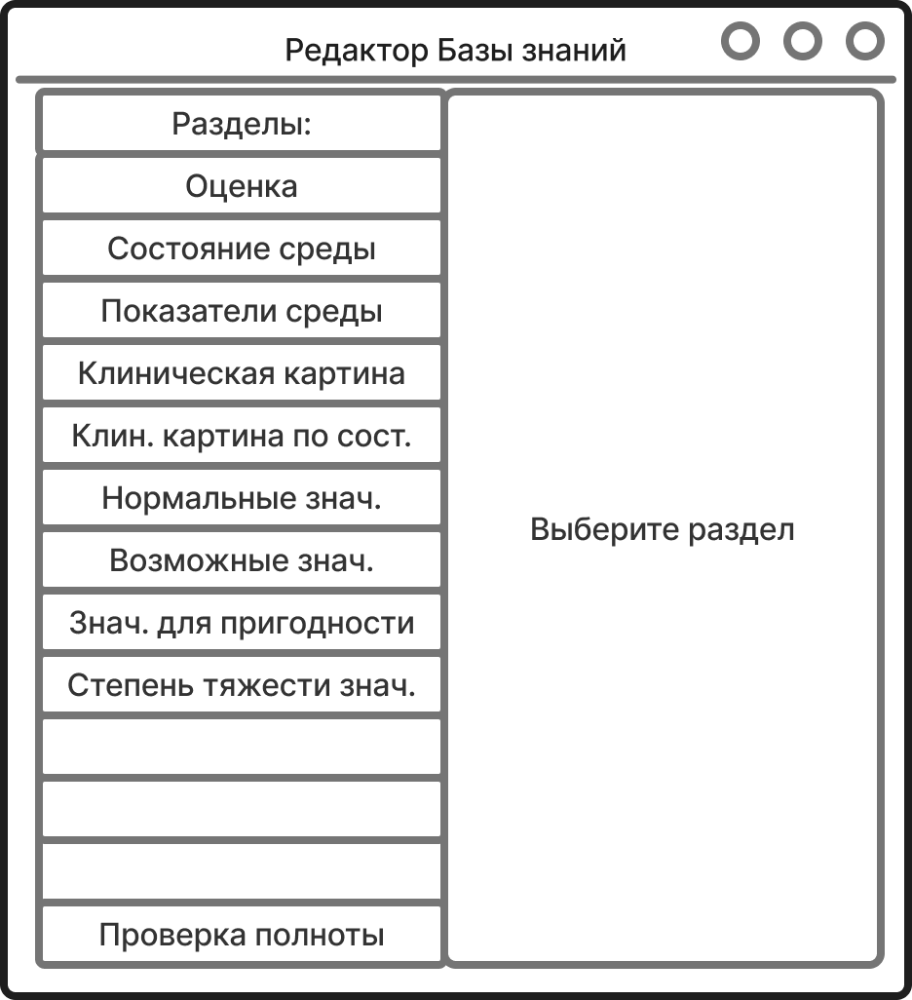 Редактор Базы знаний
Разделы:
Оценка
Состояние среды
Показатели среды
Клиническая картина
Клин. картина по сост.
Нормальные знач.
Возможные знач.
Знач. для пригодности
Степень тяжести знач.
Проверка полноты
Выберите раздел